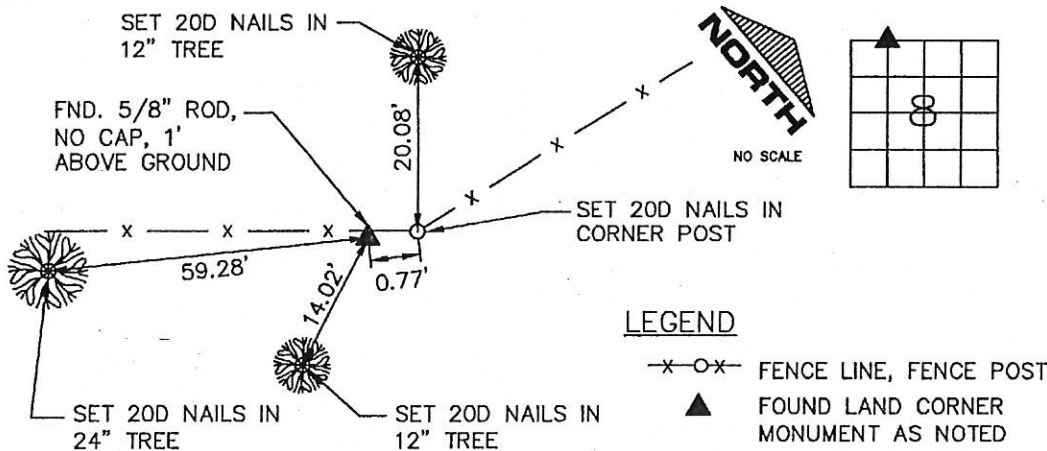 SET 20D NAILS IN
12" TREE
FND. 5/8" ROD,
NO CAP, 1'
ABOVE GROUND
20.08'
NORTH
NO SCALE
8
SET 20D NAILS IN
CORNER POST
59.28'
14.02'
0.77'
SET 20D NAILS IN
24" TREE
SET 20D NAILS IN
12" TREE
LEGEND
x x FENCE LINE, FENCE POST
FOUND LAND CORNER
MONUMENT AS NOTED